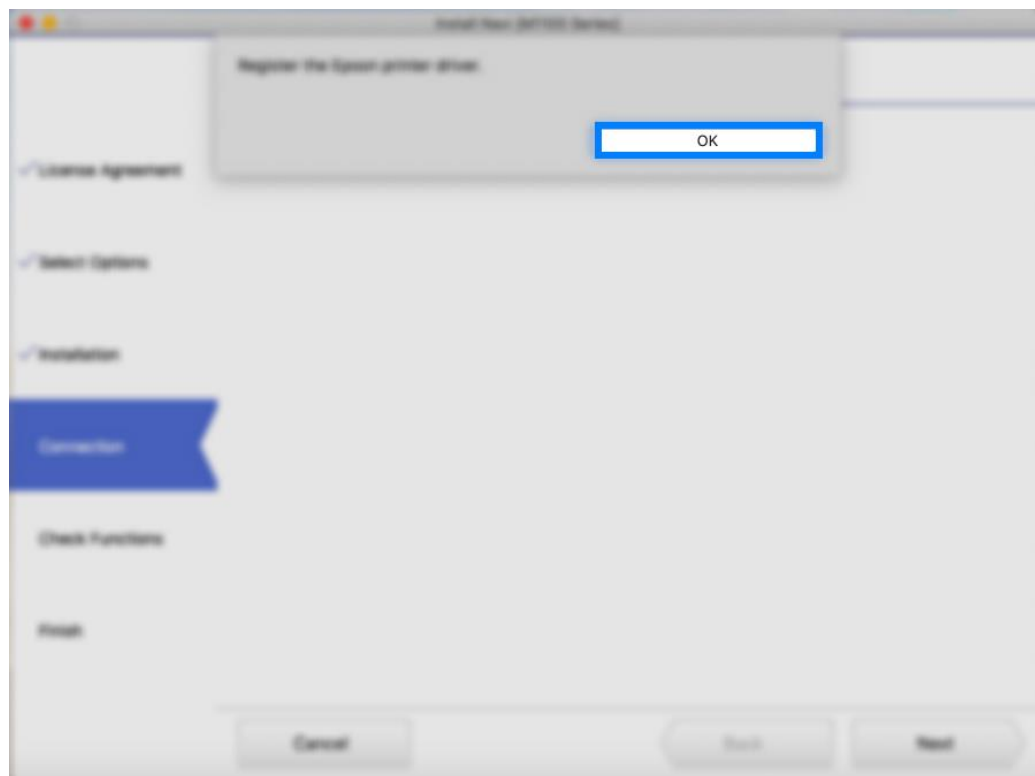 Register the Epson printer driver.
OK
License Agreement
Select Options
Installation
Connection
Check Functions
Finish
Cancel
Back
Next